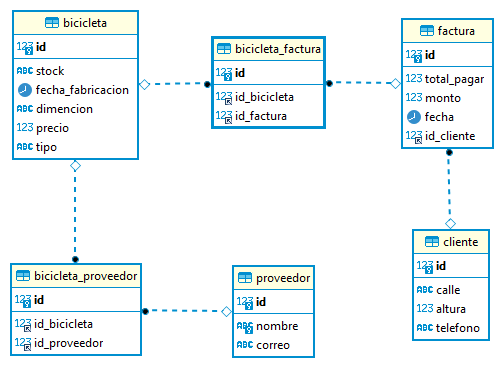 bicicleta
123 id
ABC stock
fecha_fabricacion
ABC dimencion
123 precio
ABC tipo
bicicleta_factura
123 id
123 id_bicicleta
123 id_factura
factura
123 id
123 total_pagar
123 monto
fecha
123 id_cliente
cliente
123 id
ABC calle
123 altura
ABC telefono
bicicleta_proveedor
123 id
123 id_bicicleta
123 id_proveedor
proveedor
123 id
ABC nombre
ABC correo